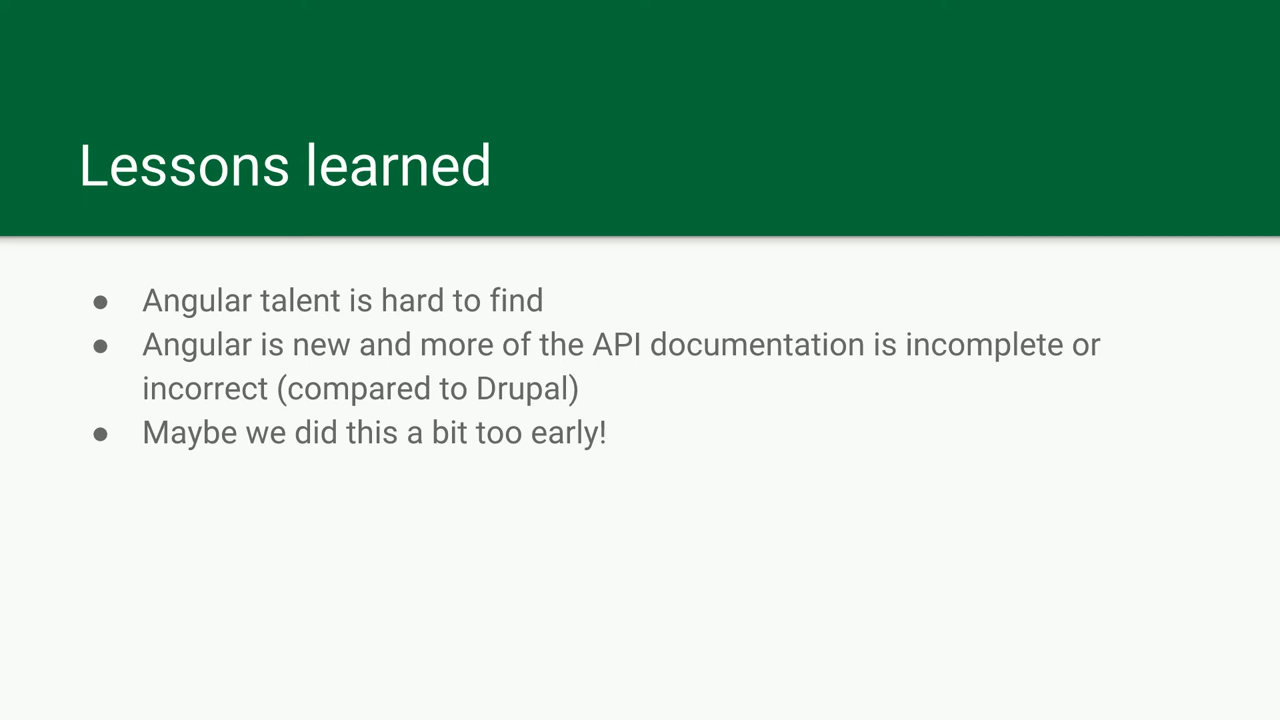 Lessons learned
● Angular talent is hard to find
● Angular is new and more of the API documentation is incomplete or
incorrect (compared to Drupal)
● Maybe we did this a bit too early!